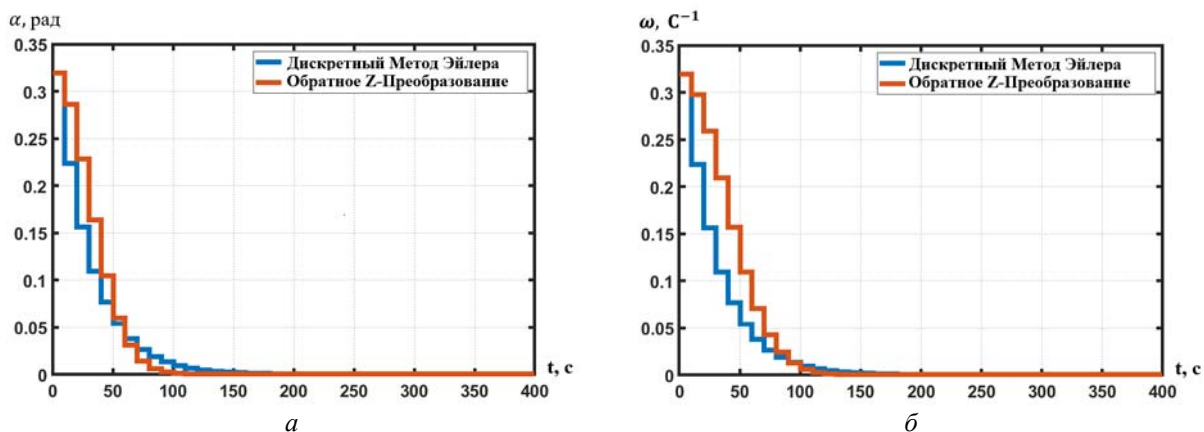 α, рад
0.35
0.3
0.25
0.2
0.15
0.1
0.05
0
Дискретный Метод Эйлера
Обратное Z-Преобразование
0 50 100 150 200 250 300 350 400
t, с
а
ω, С⁻¹
0.35
0.3
0.25
0.2
0.15
0.1
0.05
0
Дискретный Метод Эйлера
Обратное Z-Преобразование
0 50 100 150 200 250 300 350 400
t, с
б